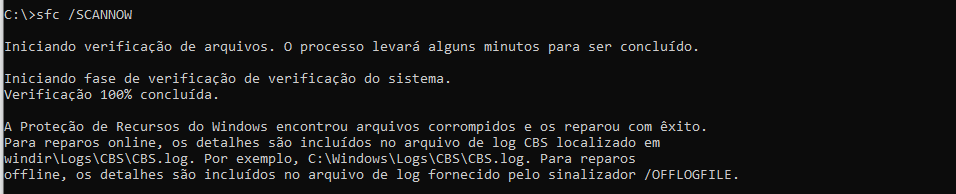 C:\>sfc /SCANNOW
Iniciando verificação de arquivos. O processo levará alguns minutos para ser concluído.
Iniciando fase de verificação de verificação do sistema.
Verificação 100% concluída.
A Proteção de Recursos do Windows encontrou arquivos corrompidos e os reparou com êxito.
Para reparos online, os detalhes são incluídos no arquivo de log CBS localizado em
windir\Logs\CBS\CBS.log. Por exemplo, C:\Windows\Logs\CBS\CBS.log. Para reparos
offline, os detalhes são incluídos no arquivo de log fornecido pelo sinalizador /OFFLOGFILE.